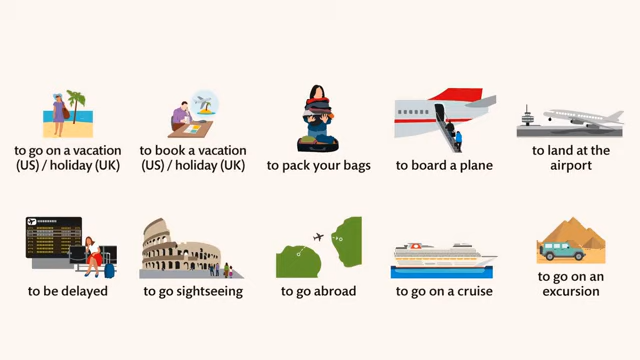 to go on a vacation
(US) / holiday (UK)
to book a vacation
(US) / holiday (UK)
to pack your bags
to board a plane
to land at the
airport
to be delayed
to go sightseeing
to go abroad
to go on a cruise
to go on an
excursion